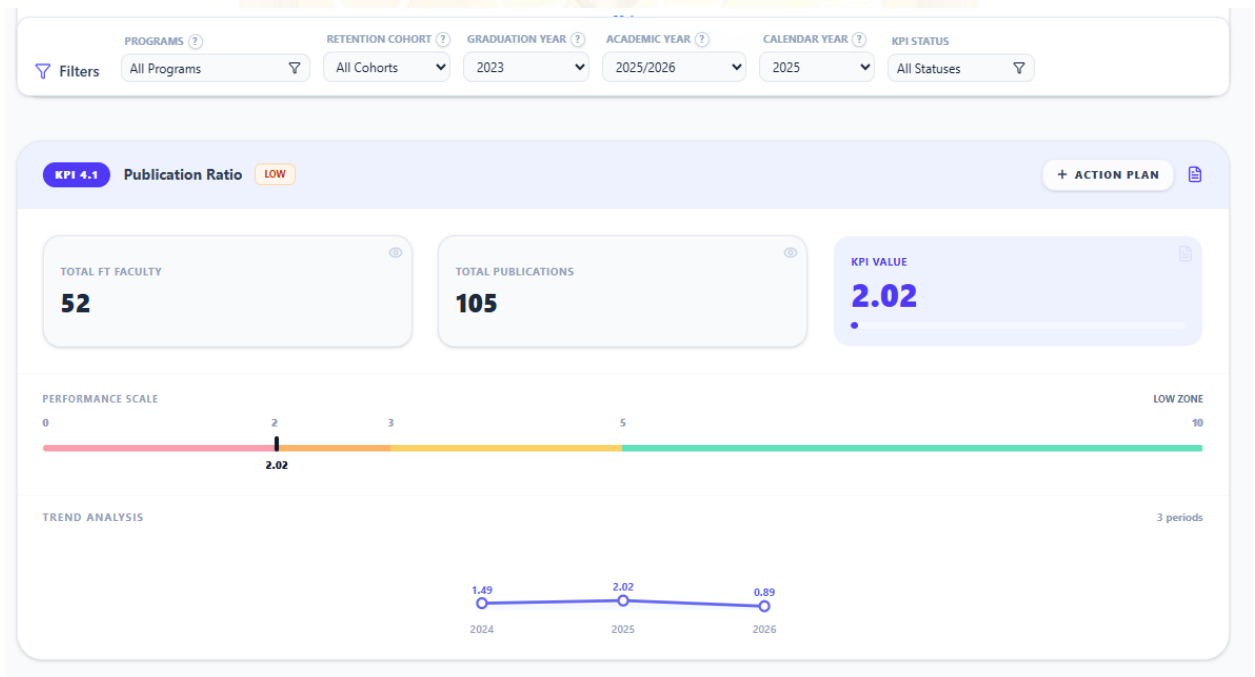 PROGRAMS ?
RETENTION COHORT ?
GRADUATION YEAR ?
ACADEMIC YEAR ?
CALENDAR YEAR ?
KPI STATUS
Filters
All Programs
All Cohorts
2023
2025/2026
2025
All Statuses
KPI 4.1
Publication Ratio
LOW
+ ACTION PLAN
TOTAL FT FACULTY
52
TOTAL PUBLICATIONS
105
KPI VALUE
2.02
PERFORMANCE SCALE
LOW ZONE
0 2 3 5 10
2.02
TREND ANALYSIS
3 periods
1.49 2.02 0.89
2024 2025 2026